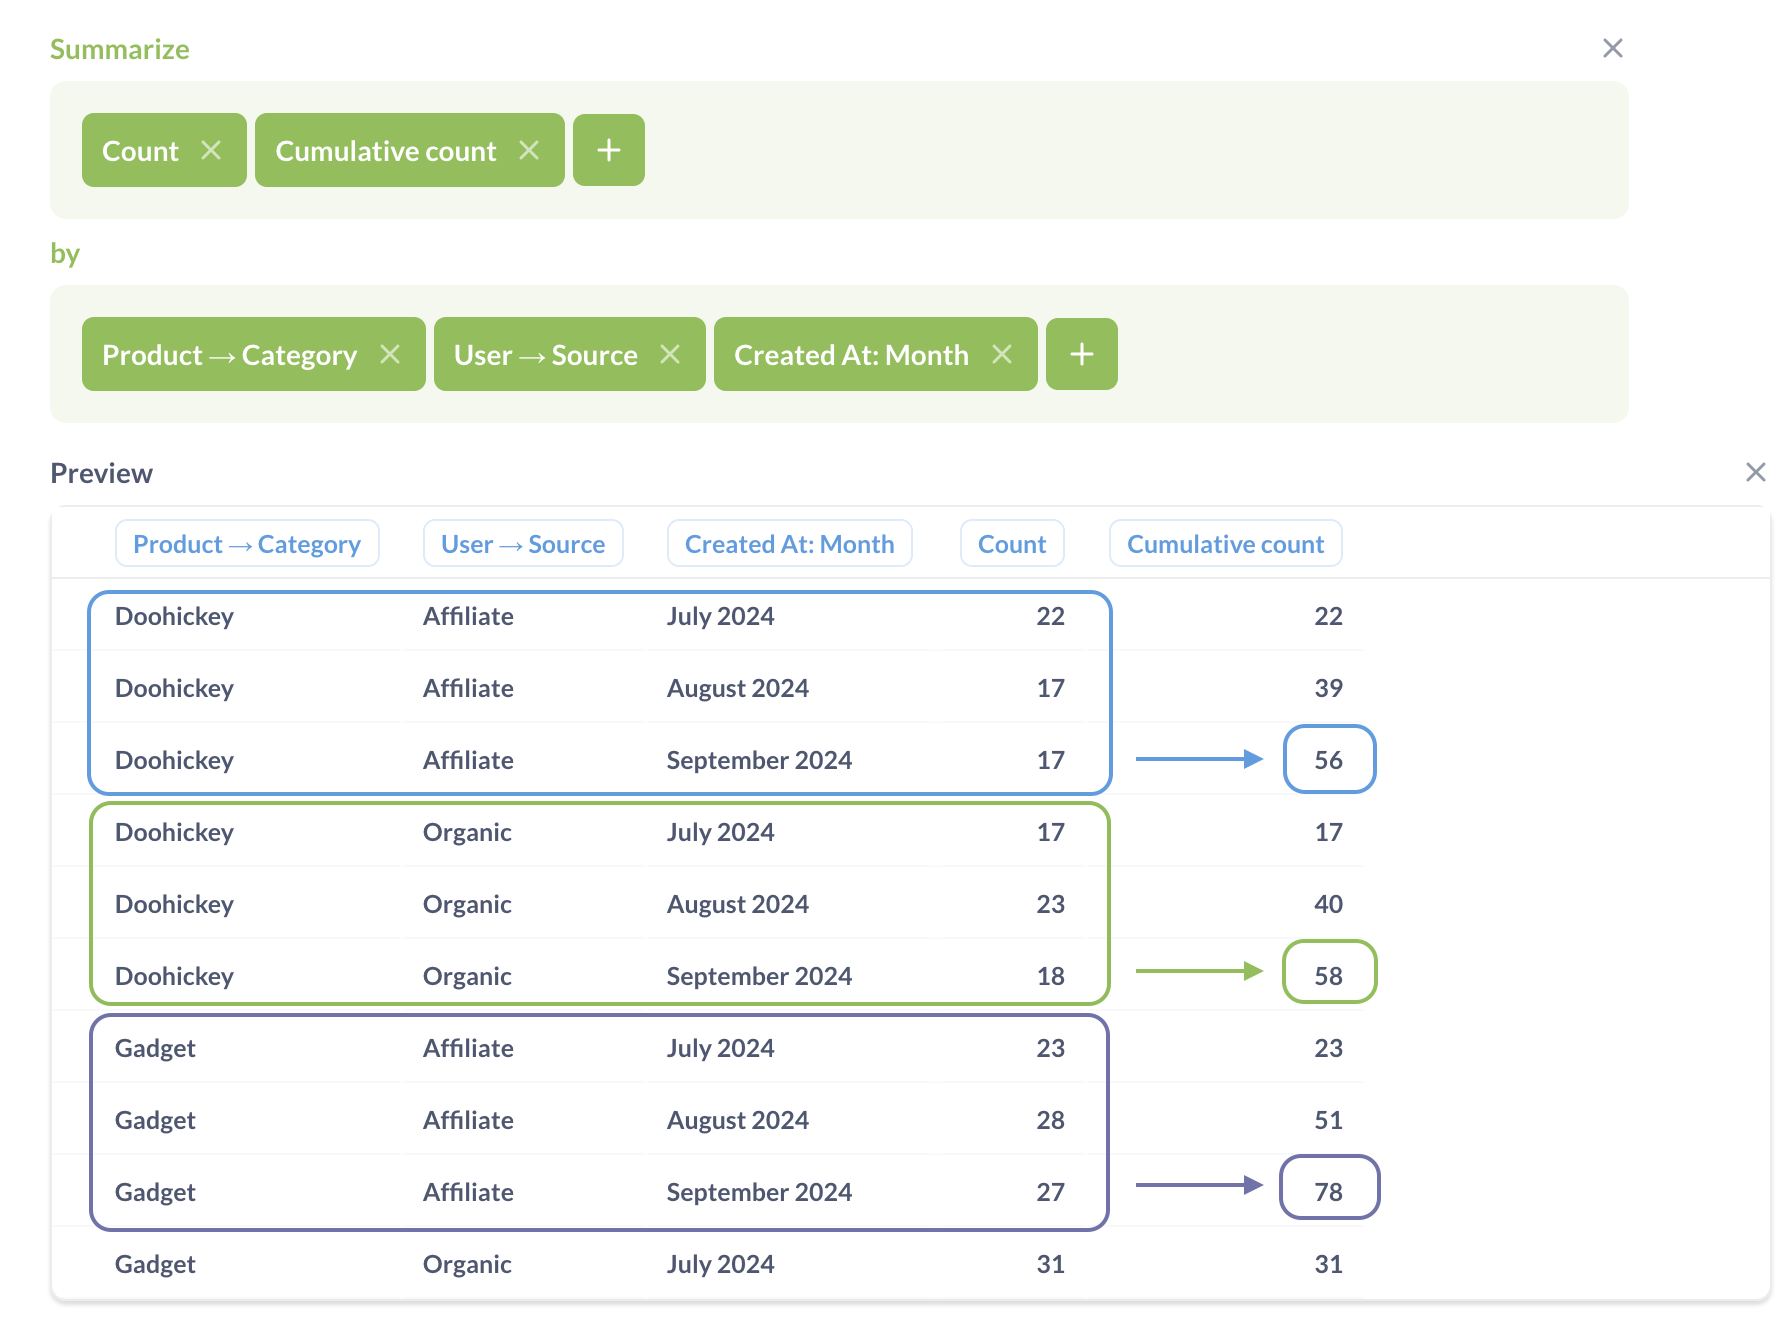 Summarize
Count Cumulative count +
by
Product → Category User → Source Created At: Month +
Preview
Product → Category User → Source Created At: Month Count Cumulative count
Doohickey Affiliate July 2024 22 22
Doohickey Affiliate August 2024 17 39
Doohickey Affiliate September 2024 17 56
Doohickey Organic July 2024 17 17
Doohickey Organic August 2024 23 40
Doohickey Organic September 2024 18 58
Gadget Affiliate July 2024 23 23
Gadget Affiliate August 2024 28 51
Gadget Affiliate September 2024 27 78
Gadget Organic July 2024 31 31